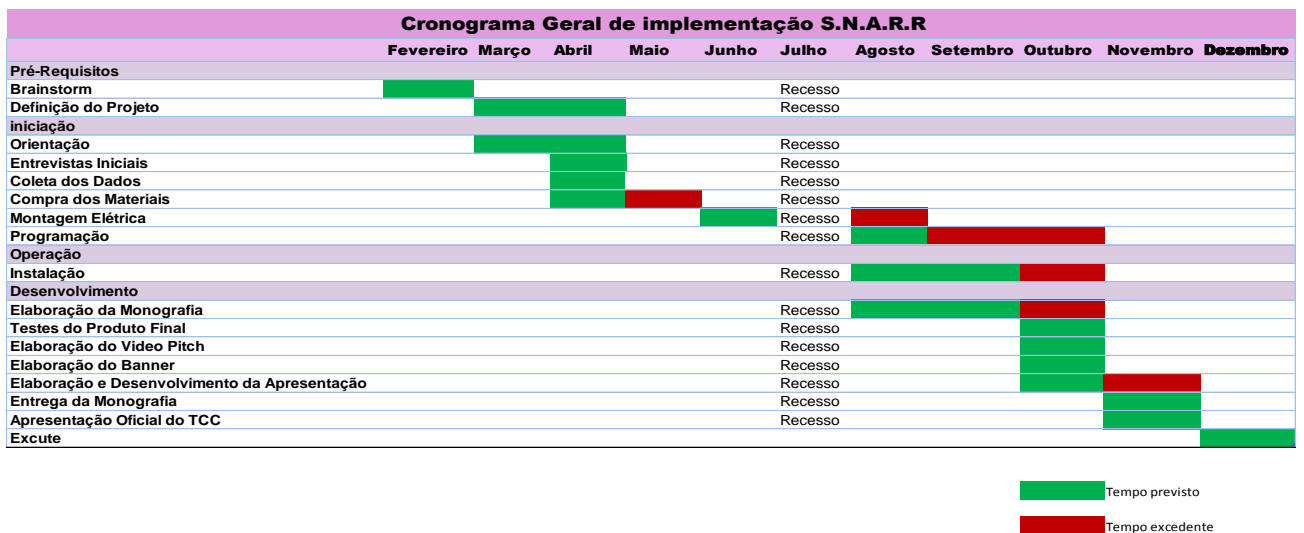 Cronograma Geral de implementação S.N.A.R.R
Fevereiro Março Abril Maio Junho Julho Agosto Setembro Outubro Novembro Dezembro
Pré-Requisitos
Brainstorm Recesso
Definição do Projeto Recesso
iniciação
Orientação Recesso
Entrevistas Iniciais Recesso
Coleta dos Dados Recesso
Compra dos Materiais Recesso
Montagem Elétrica Recesso
Programação Recesso
Operação
Instalação Recesso
Desenvolvimento
Elaboração da Monografia Recesso
Testes do Produto Final Recesso
Elaboração do Video Pitch Recesso
Elaboração do Banner Recesso
Elaboração e Desenvolvimento da Apresentação Recesso
Entrega da Monografia Recesso
Apresentação Oficial do TCC Recesso
Excute
Tempo previsto
Tempo excedente